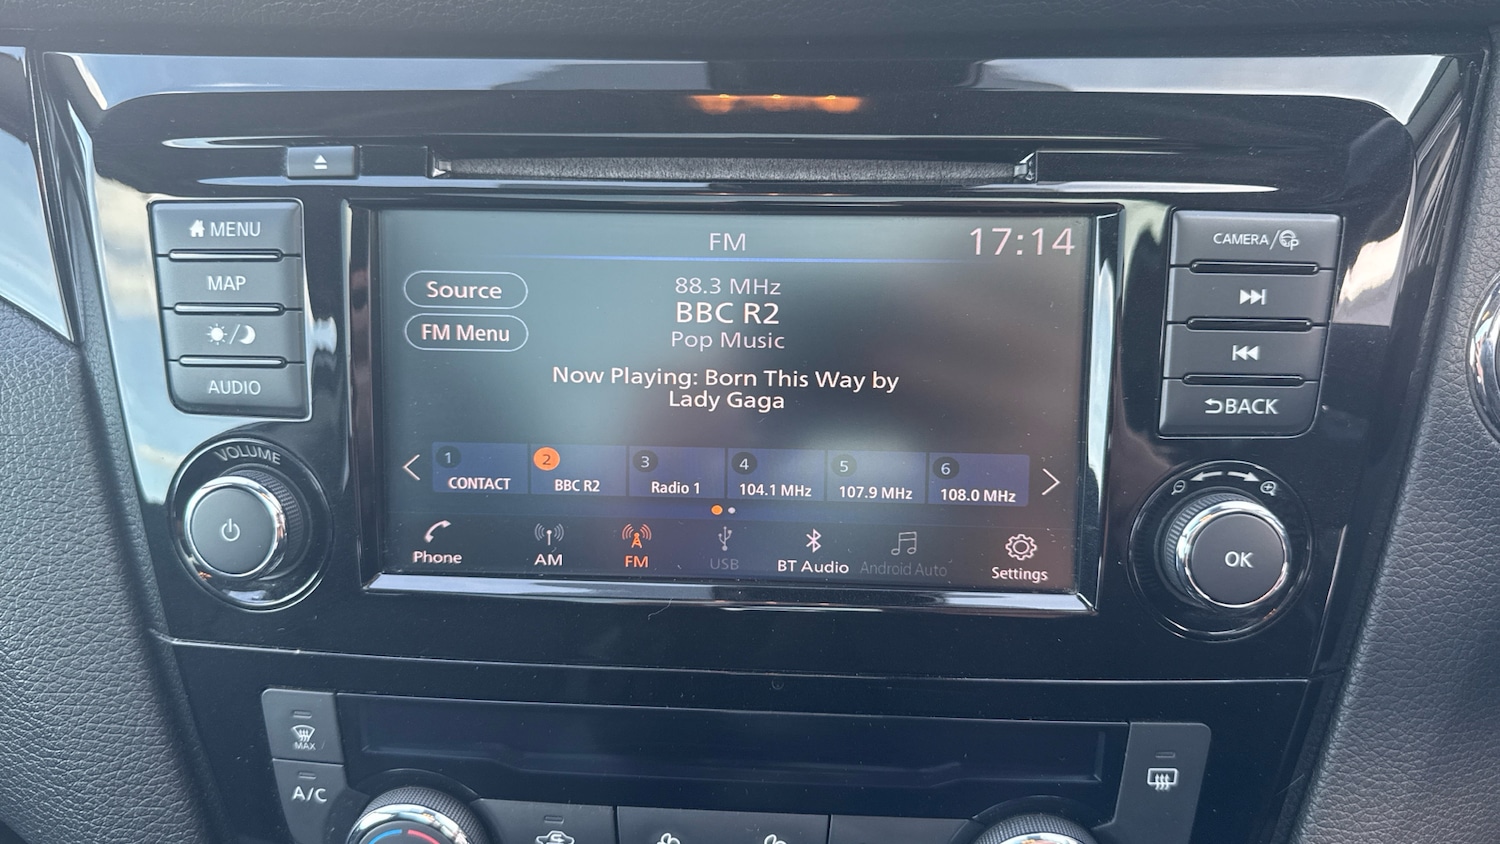 MENU
MAP
AUDIO
VOLUME
FM
17:14
Source
FM Menu
88.3 MHz
BBC R2
Pop Music
Now Playing: Born This Way by
Lady Gaga
1
CONTACT
2
BBC R2
3
Radio 1
4
104.1 MHz
5
107.9 MHz
6
108.0 MHz
Phone
AM
FM
USB
BT Audio
Android Auto
Settings
CAMERA/
BACK
OK
MAX
A/C